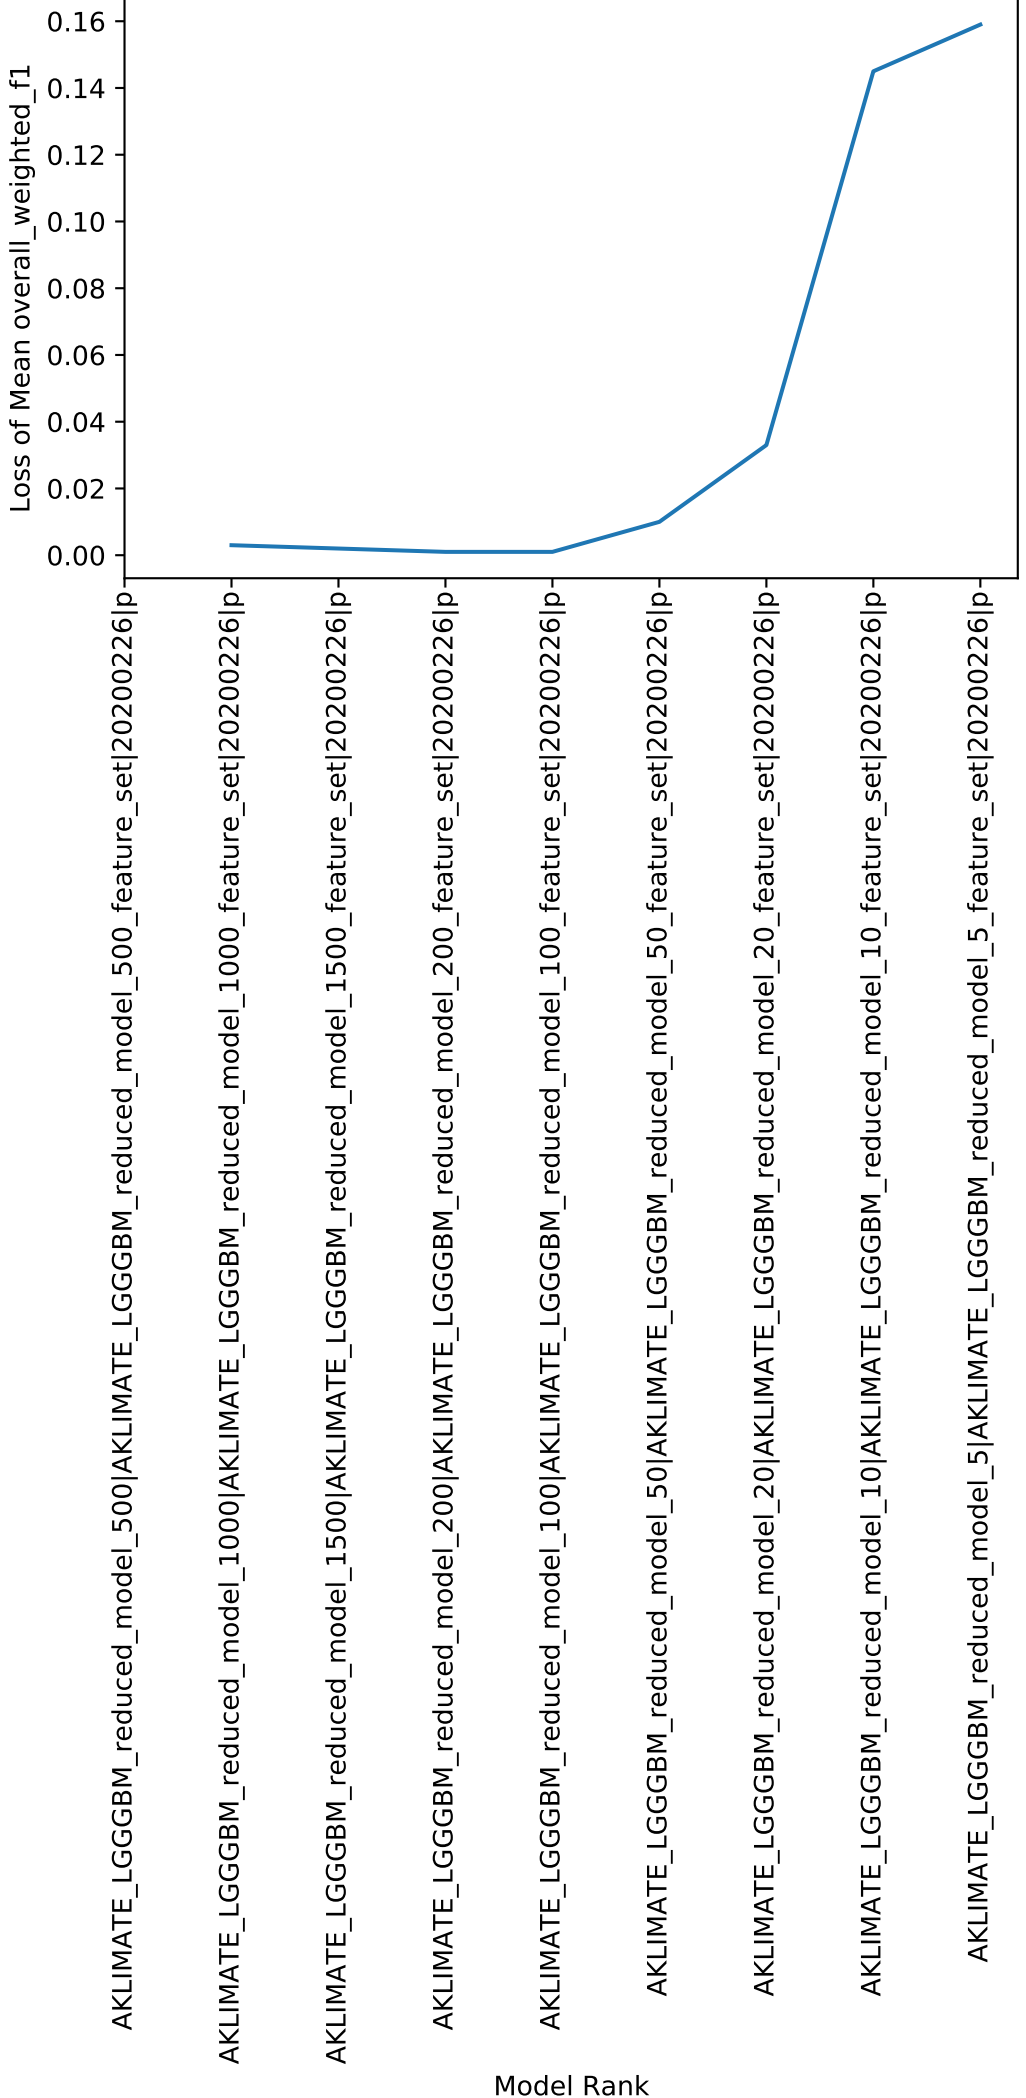 Loss of Mean overall_weighted_f1
0.16
0.14
0.12
0.10
0.08
0.06
0.04
0.02
0.00
AKLIMATE_LGGGBM_reduced_model_500|AKLIMATE_LGGGBM_reduced_model_500_feature_set|20200226|p
AKLIMATE_LGGGBM_reduced_model_1000|AKLIMATE_LGGGBM_reduced_model_1000_feature_set|20200226|p
AKLIMATE_LGGGBM_reduced_model_1500|AKLIMATE_LGGGBM_reduced_model_1500_feature_set|20200226|p
AKLIMATE_LGGGBM_reduced_model_200|AKLIMATE_LGGGBM_reduced_model_200_feature_set|20200226|p
AKLIMATE_LGGGBM_reduced_model_100|AKLIMATE_LGGGBM_reduced_model_100_feature_set|20200226|p
AKLIMATE_LGGGBM_reduced_model_50|AKLIMATE_LGGGBM_reduced_model_50_feature_set|20200226|p
AKLIMATE_LGGGBM_reduced_model_20|AKLIMATE_LGGGBM_reduced_model_20_feature_set|20200226|p
AKLIMATE_LGGGBM_reduced_model_10|AKLIMATE_LGGGBM_reduced_model_10_feature_set|20200226|p
AKLIMATE_LGGGBM_reduced_model_5|AKLIMATE_LGGGBM_reduced_model_5_feature_set|20200226|p
Model Rank